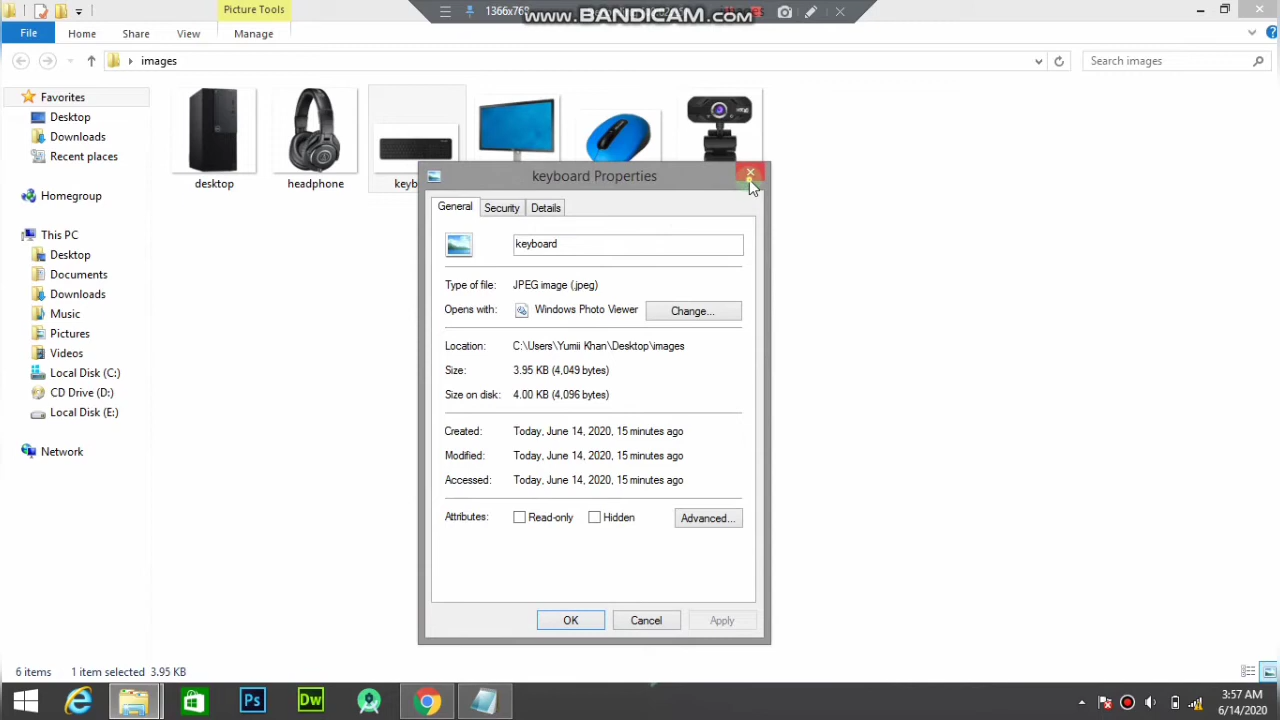 Picture Tools
1366x768
www.BANDICAM.com
File Home Share View Manage
images
Search images
Favorites
Desktop
Downloads
Recent places
Homegroup
This PC
Desktop
Documents
Downloads
Music
Pictures
Videos
Local Disk (C:)
CD Drive (D:)
Local Disk (E:)
Network
desktop
headphone
keyb
keyboard Properties
General Security Details
keyboard
Type of file: JPEG image (.jpeg)
Opens with: Windows Photo Viewer Change...
Location: C:\Users\Yumii Khan\Desktop\images
Size: 3.95 KB (4,049 bytes)
Size on disk: 4.00 KB (4,096 bytes)
Created: Today, June 14, 2020, 15 minutes ago
Modified: Today, June 14, 2020, 15 minutes ago
Accessed: Today, June 14, 2020, 15 minutes ago
Attributes: Read-only Hidden Advanced...
OK Cancel Apply
6 items 1 item selected 3.95 KB
Ps
Dw
3:57 AM
6/14/2020